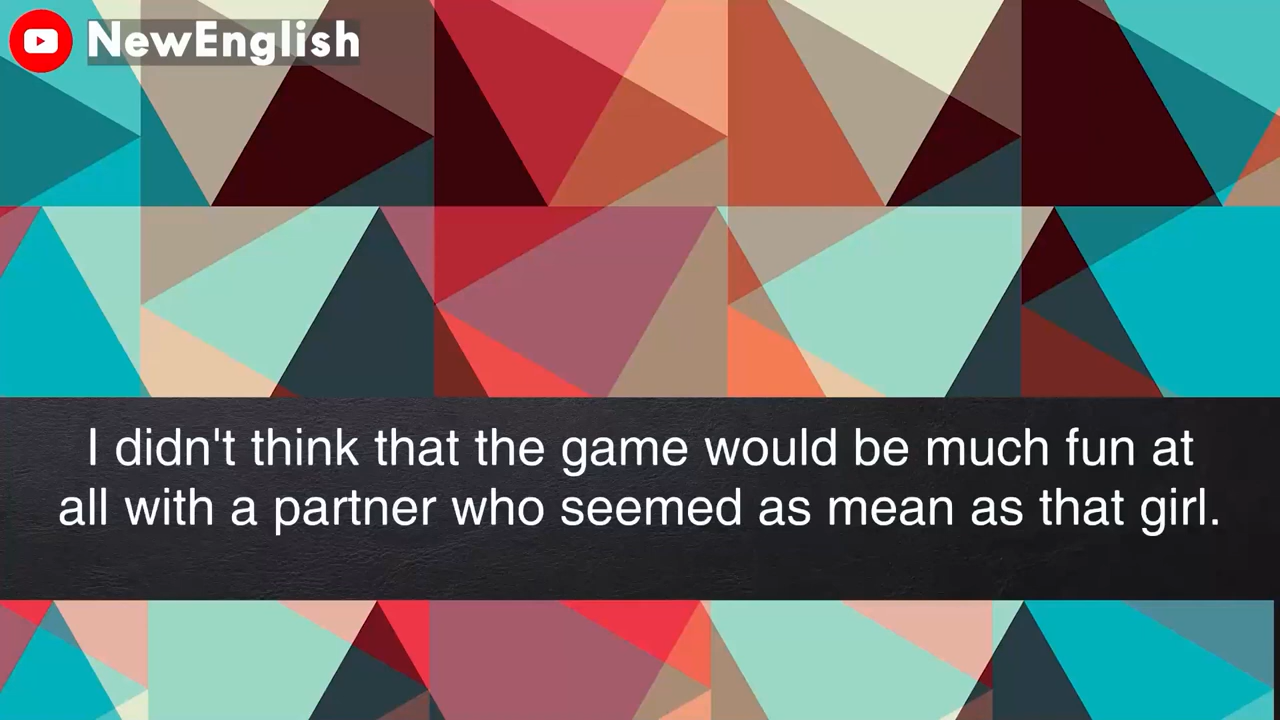 NewEnglish
I didn't think that the game would be much fun at
all with a partner who seemed as mean as that girl.